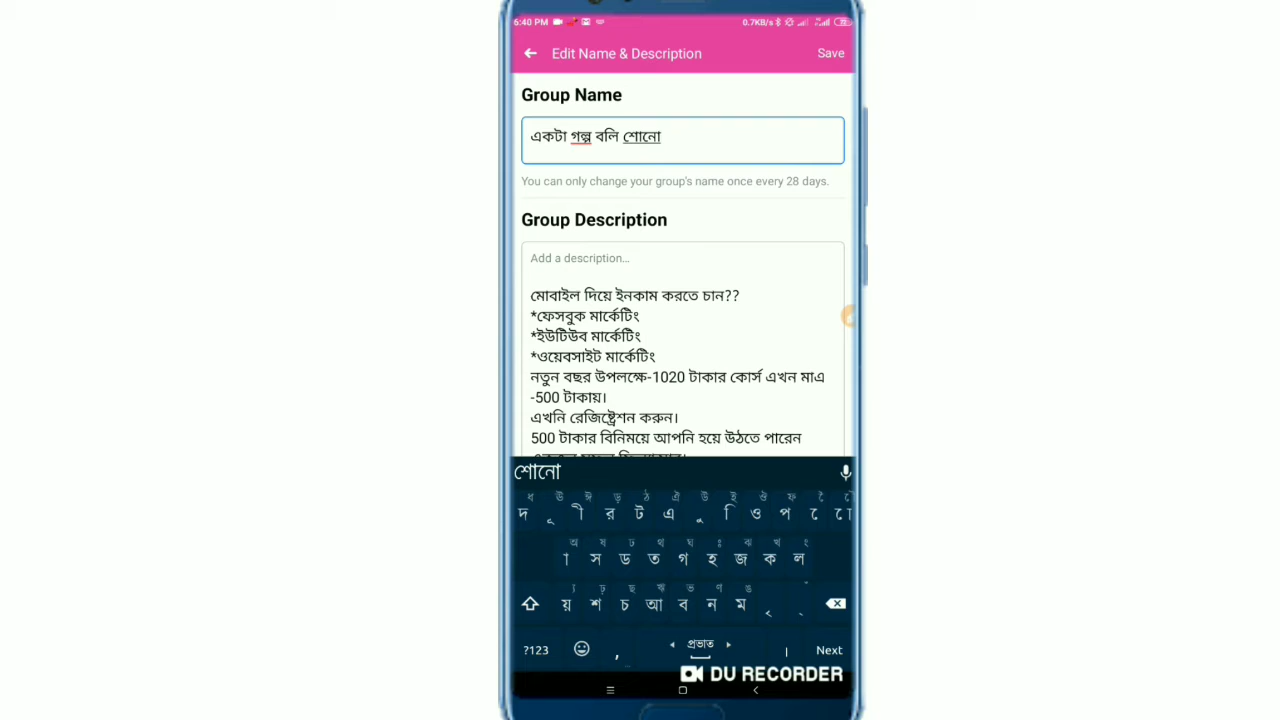 6:40 PM 0.7KB/s
Edit Name & Description Save
Group Name
একটা গল্প বলি শোনো
You can only change your group's name once every 28 days.
Group Description
Add a description...
মোবাইল দিয়ে ইনকাম করতে চান??
*ফেসবুক মার্কেটিং
*ইউটিউব মার্কেটিং
*ওয়েবসাইট মার্কেটিং
নতুন বছর উপলক্ষে-1020 টাকার কোর্স এখন মাএ
-500 টাকায়।
এখনি রেজিষ্ট্রেশন করুন।
500 টাকার বিনিময়ে আপনি হয়ে উঠতে পারেন
শোনো
ধ ঊ ঈ ড় ঠ ঐ উ ই ঔ ফ ৈ ৌ
দ ূ ী র ট এ ু ি ও প ে ো
অ ষ ঢ থ ঘ ঃ ঝ খ ং
া স ড ত গ হ জ ক ল
্য ঢ় ছ ঋ ভ ণ ঙ ঁ
য় শ চ আ ব ন ম ৃ ্
?123 , প্রভাত । Next
DU RECORDER